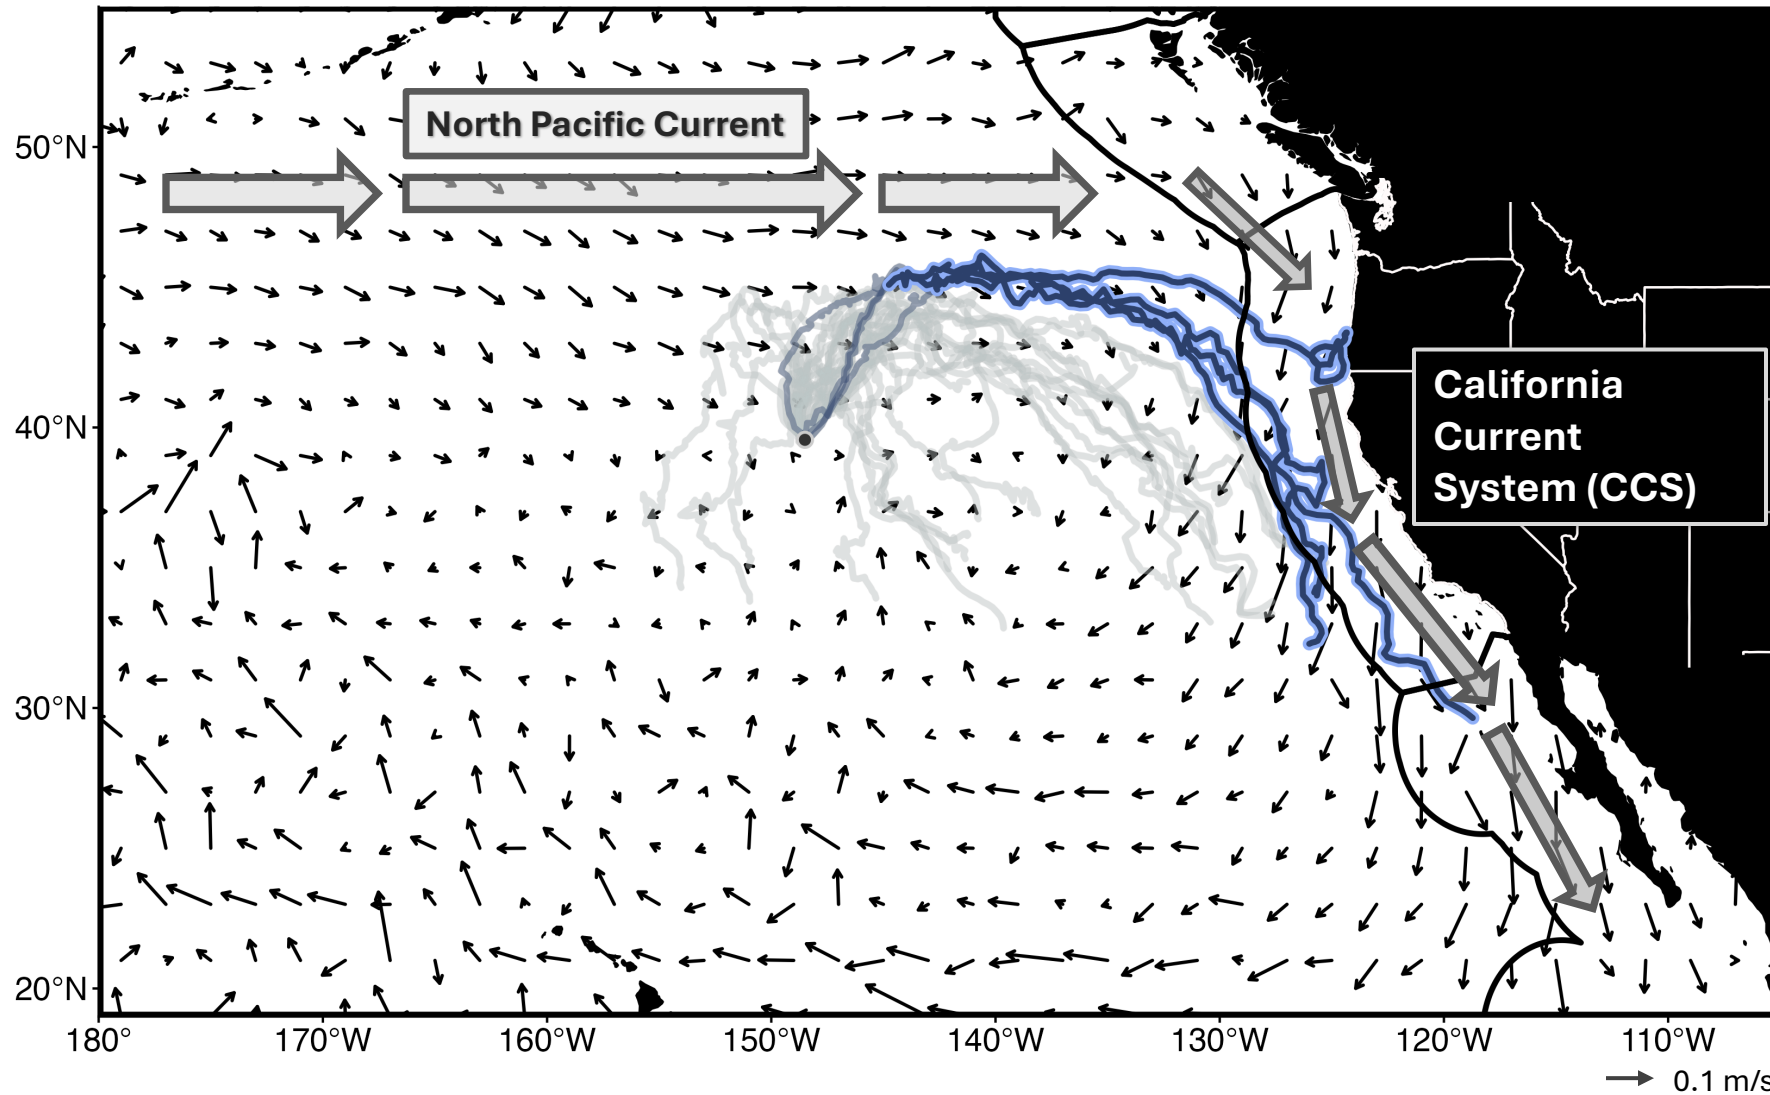 North Pacific Current
50°N
California
Current
System (CCS)
40°N
30°N
20°N
180° 170°W 160°W 150°W 140°W 130°W 120°W 110°W
0.1 m/s